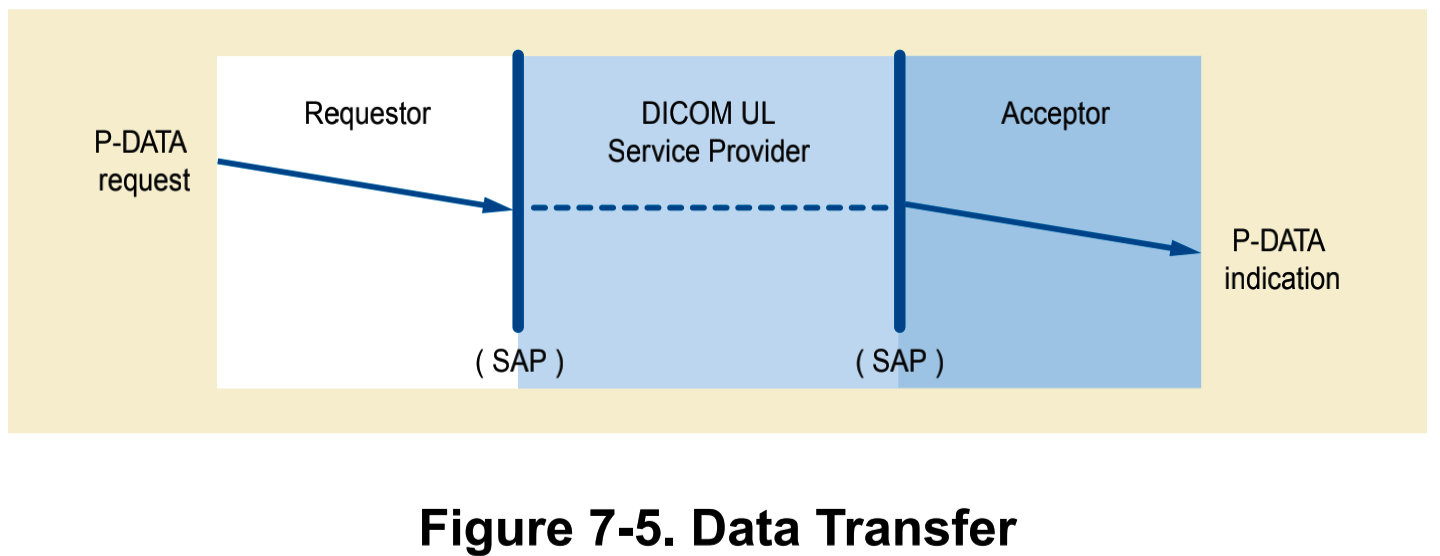 Requestor
DICOM UL
Service Provider
Acceptor
P-DATA
request
P-DATA
indication
( SAP )
( SAP )
Figure 7-5. Data Transfer